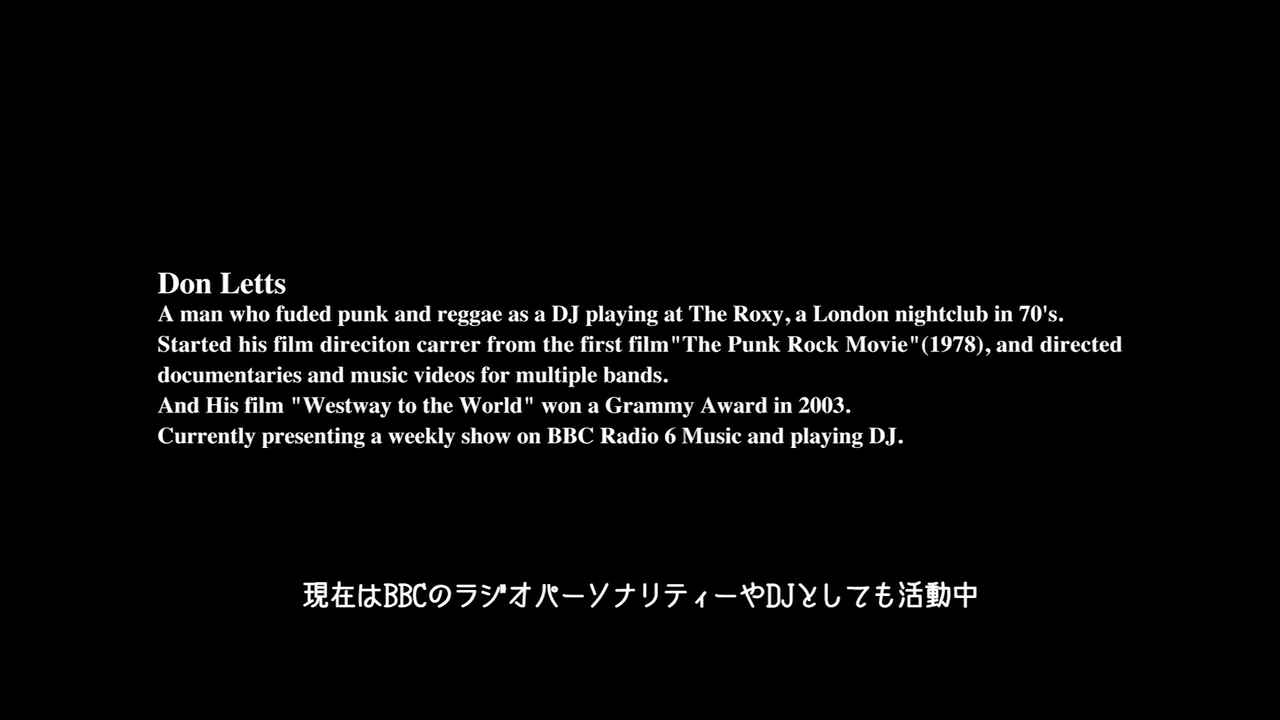 Don Letts
A man who fuded punk and reggae as a DJ playing at The Roxy, a London nightclub in 70's.
Started his film direciton carrer from the first film"The Punk Rock Movie"(1978), and directed
documentaries and music videos for multiple bands.
And His film "Westway to the World" won a Grammy Award in 2003.
Currently presenting a weekly show on BBC Radio 6 Music and playing DJ.
現在はBBCのラジオパーソナリティーやDJとしても活動中